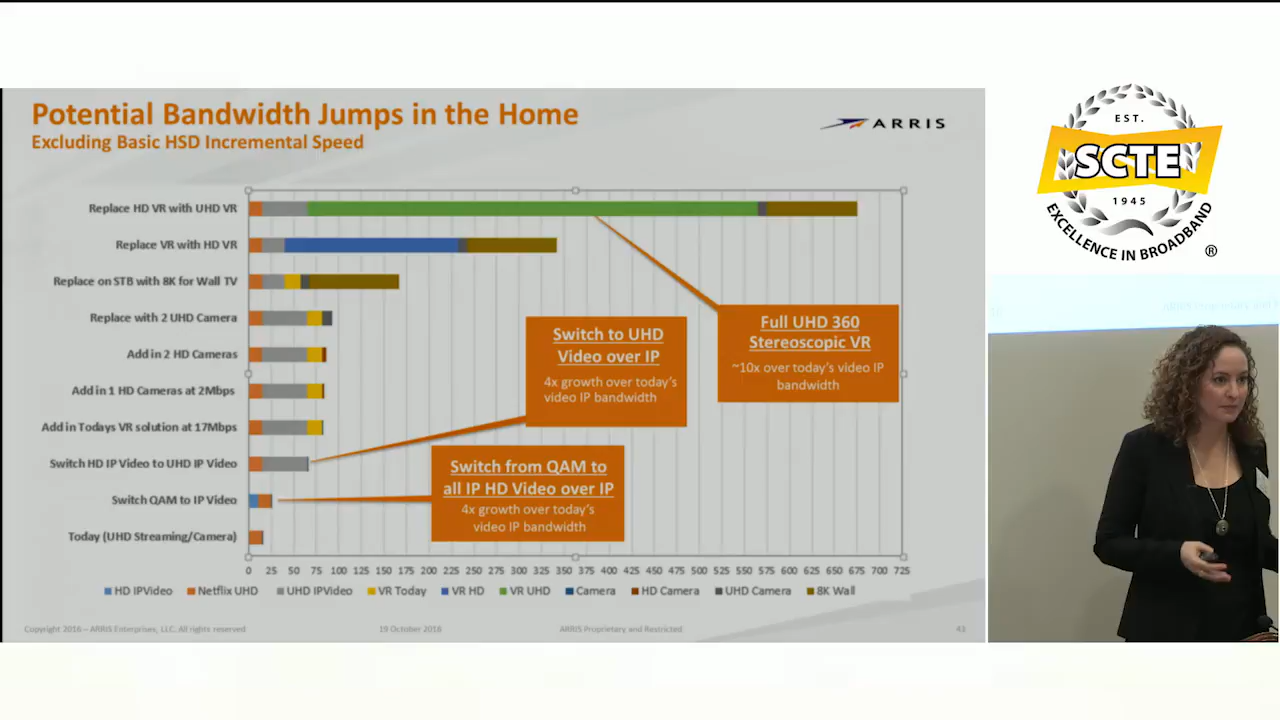 Potential Bandwidth Jumps in the Home
Excluding Basic HSD Incremental Speed
ARRIS
Replace HD VR with UHD VR
Replace VR with HD VR
Replace on STB with 8K for Wall TV
Replace with 2 UHD Camera
Add in 2 HD Cameras
Add in 1 HD Cameras at 2Mbps
Add in Todays VR solution at 17Mbps
Switch HD IP Video to UHD IP Video
Switch QAM to IP Video
Today (UHD Streaming/Camera)
Switch to UHD
Video over IP
4x growth over today's
video IP bandwidth
Full UHD 360
Stereoscopic VR
~10x over today's video IP
bandwidth
Switch from QAM to
all IP HD Video over IP
4x growth over today's
video IP bandwidth
0 25 50 75 100 125 150 175 200 225 250 275 300 325 350 375 400 425 450 475 500 525 550 575 600 625 650 675 700 725
HD IPVideo Netflix UHD UHD IPVideo VR Today VR HD VR UHD Camera HD Camera UHD Camera 8K Wall
Copyright 2016 – ARRIS Enterprises, LLC. All rights reserved 19 October 2016 ARRIS Proprietary and Restricted 43
EST.
SCTE
1945
EXCELLENCE IN BROADBAND
®